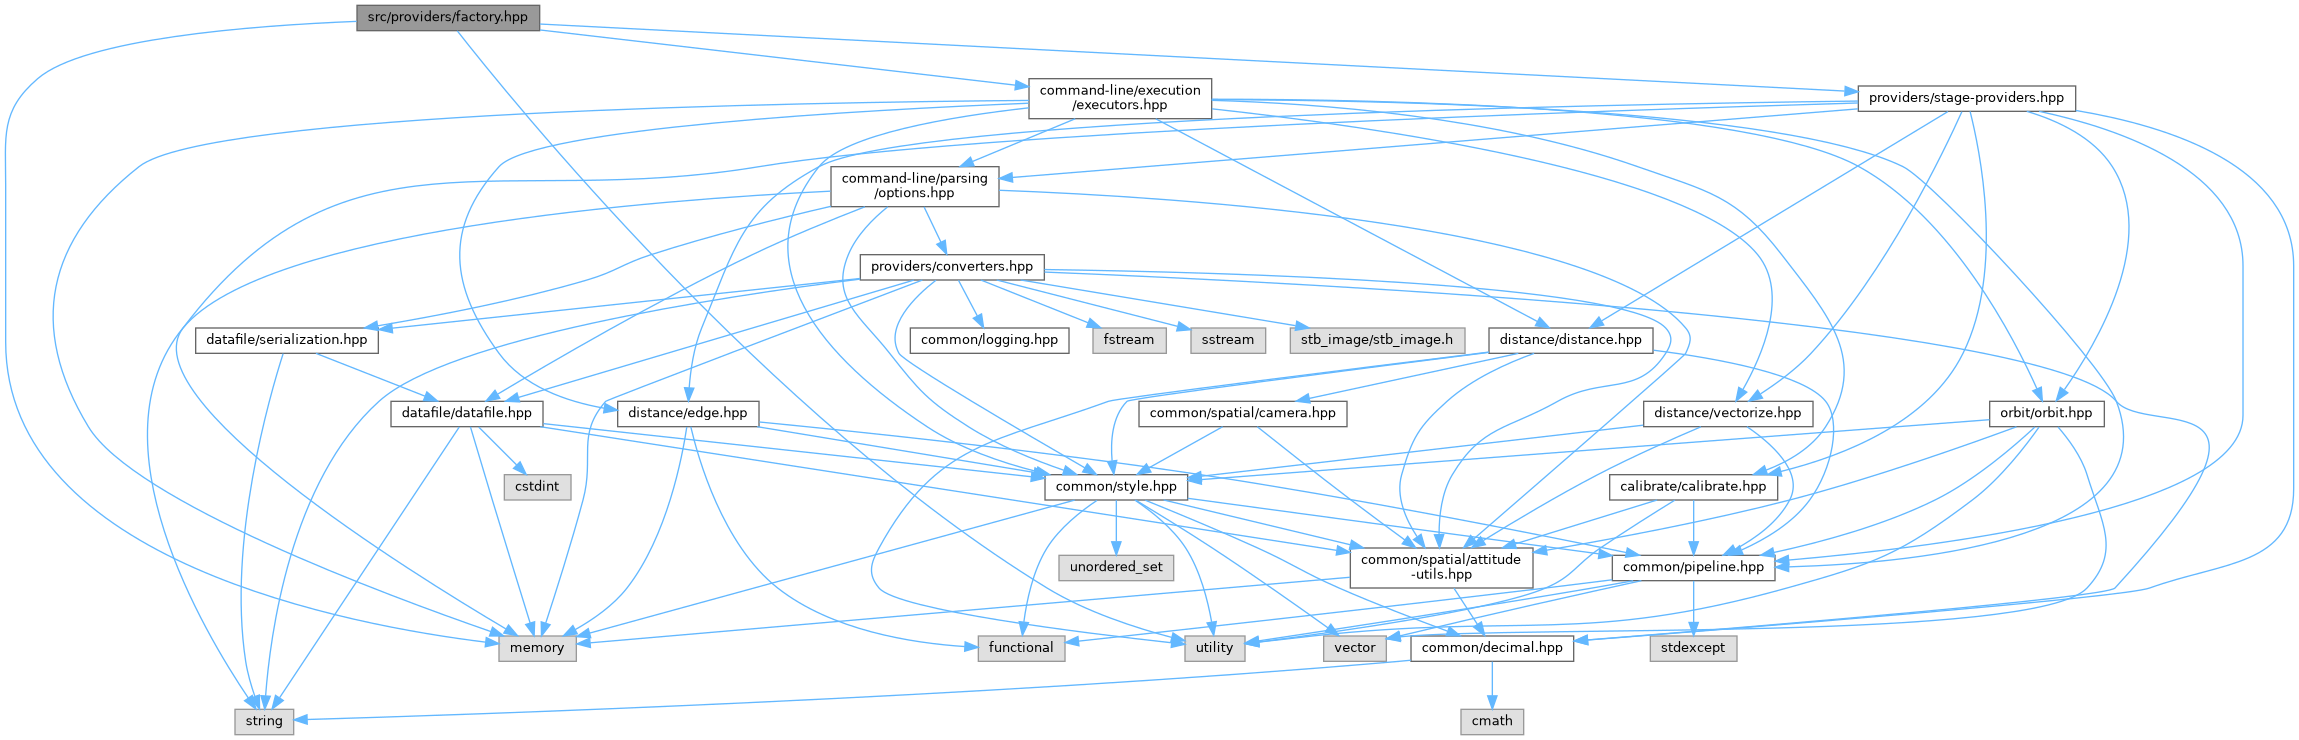 src/providers/factory.hpp
command-line/execution
/executors.hpp
providers/stage-providers.hpp
command-line/parsing
/options.hpp
providers/converters.hpp
datafile/serialization.hpp
common/logging.hpp
fstream
sstream
stb_image/stb_image.h
distance/distance.hpp
datafile/datafile.hpp
distance/edge.hpp
common/spatial/camera.hpp
distance/vectorize.hpp
orbit/orbit.hpp
cstdint
common/style.hpp
calibrate/calibrate.hpp
unordered_set
common/spatial/attitude
-utils.hpp
common/pipeline.hpp
memory
functional
utility
vector
common/decimal.hpp
stdexcept
string
cmath